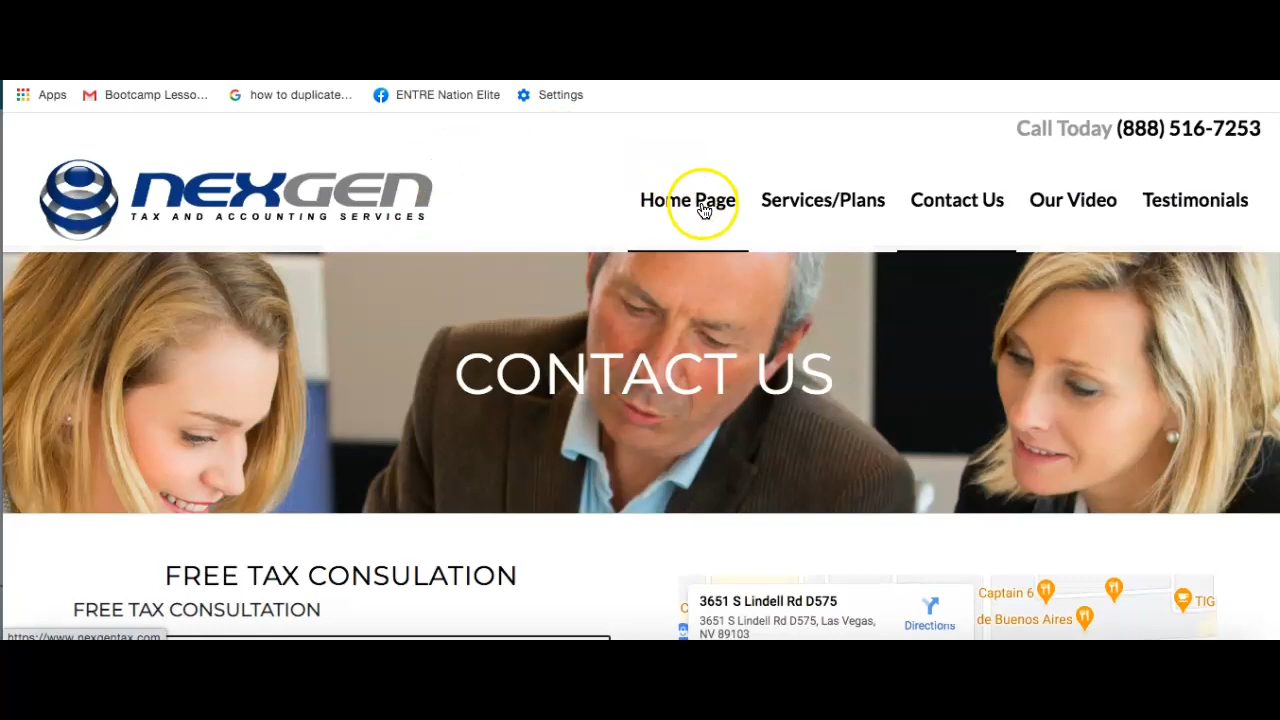 Apps Bootcamp Lesso... how to duplicate... ENTRE Nation Elite Settings
Call Today (888) 516-7253
NEXGEN
TAX AND ACCOUNTING SERVICES
Home Page Services/Plans Contact Us Our Video Testimonials
CONTACT US
FREE TAX CONSULATION
FREE TAX CONSULTATION
3651 S Lindell Rd D575
3651 S Lindell Rd D575, Las Vegas,
NV 89103
Directions
Captain 6
TIG
de Buenos Aires
https://www.nexgentax.com